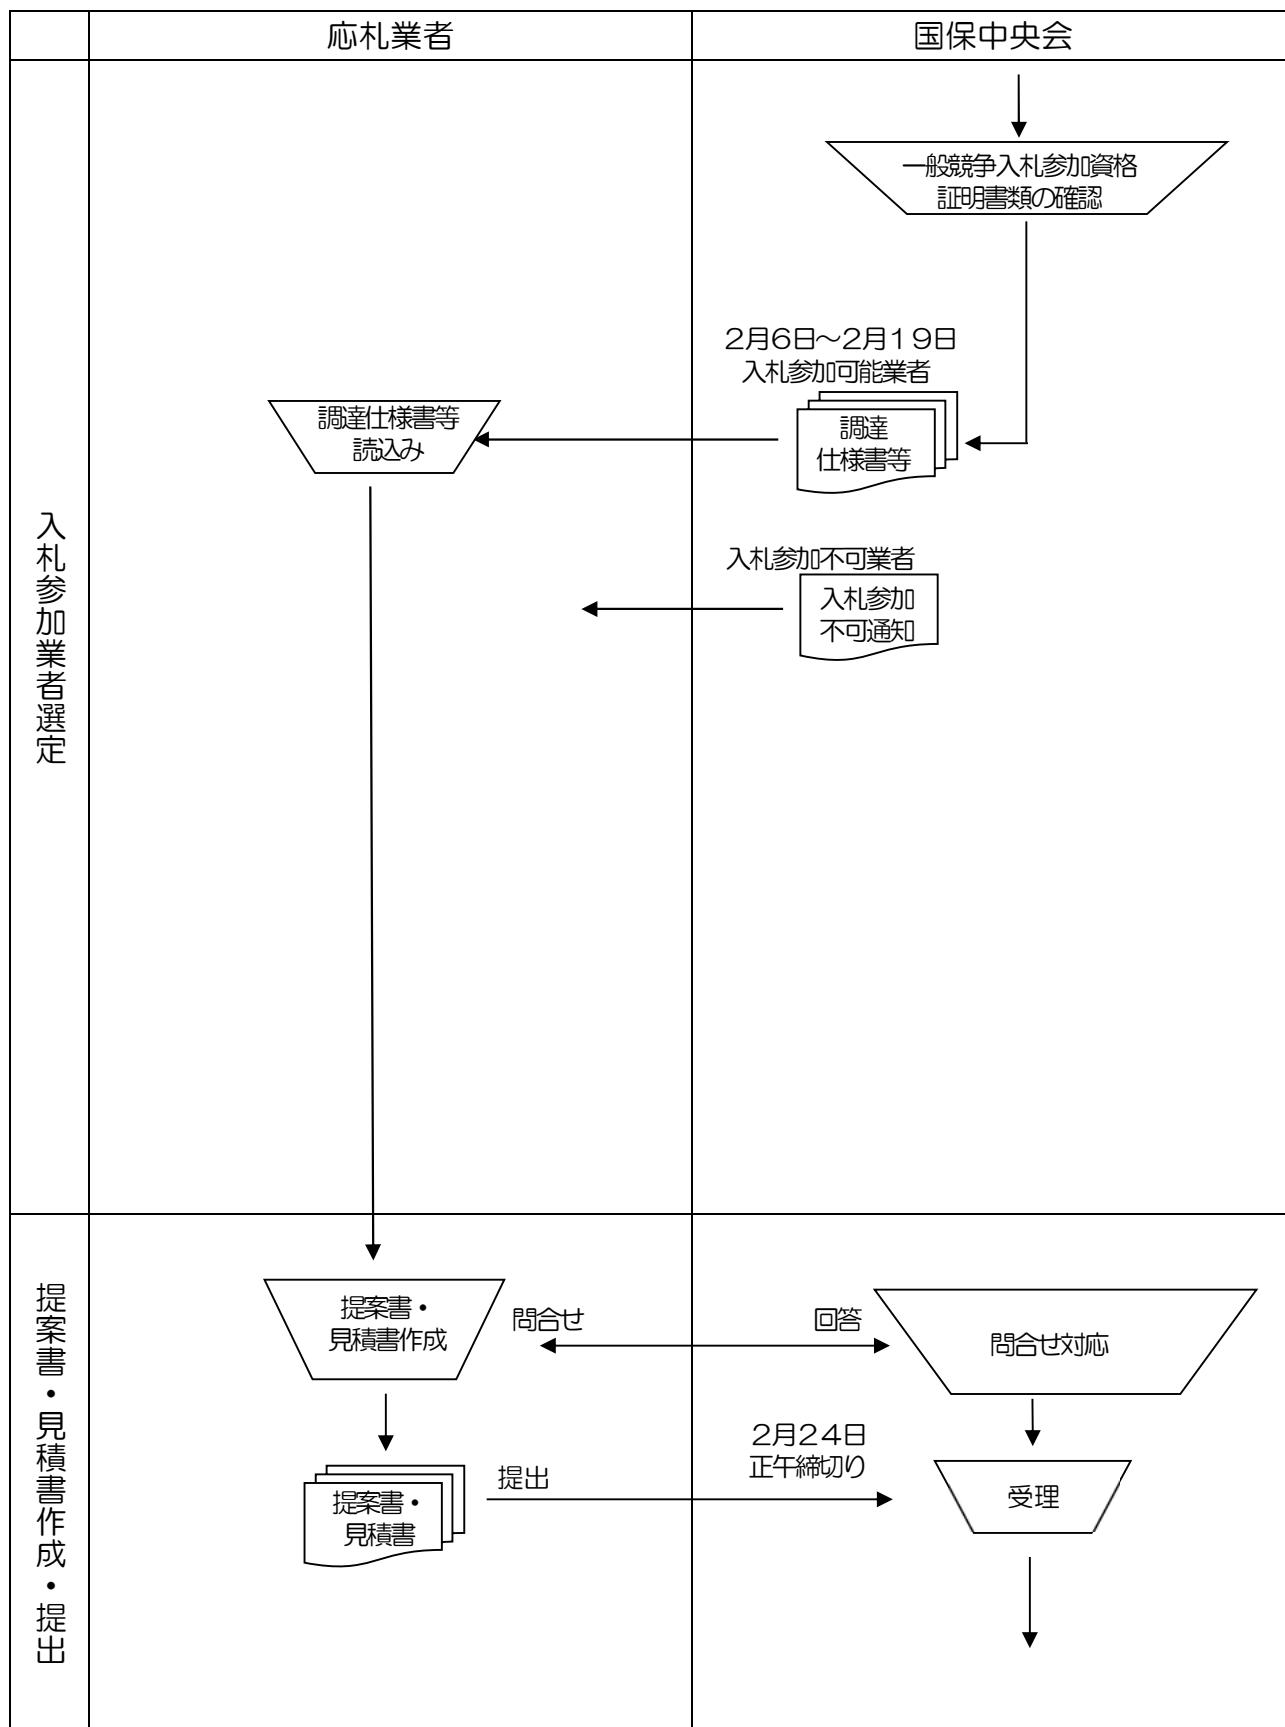 応札業者
国保中央会
入札参加業者選定
一般競争入札参加資格
証明書類の確認
2月6日～2月19日
入札参加可能業者
調達仕様書等
読込み
調達
仕様書等
入札参加不可業者
入札参加
不可通知
提案書・見積書作成・提出
提案書・
見積書作成
問合せ
回答
問合せ対応
2月24日
正午締切り
提出
提案書・
見積書
受理